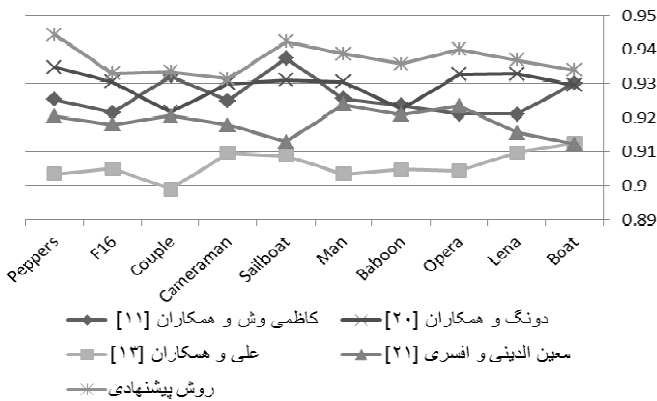 0.95
0.94
0.93
0.92
0.91
0.9
0.89
Peppers
F16
Couple
Cameraman
Sailboat
Man
Baboon
Opera
Lena
Boat
کاظمی وش و همکاران [۱۱]
دونگ و همکاران [۲۰]
علی و همکاران [۱۳]
معین الدینی و افسری [۲۱]
روش پیشنهادی